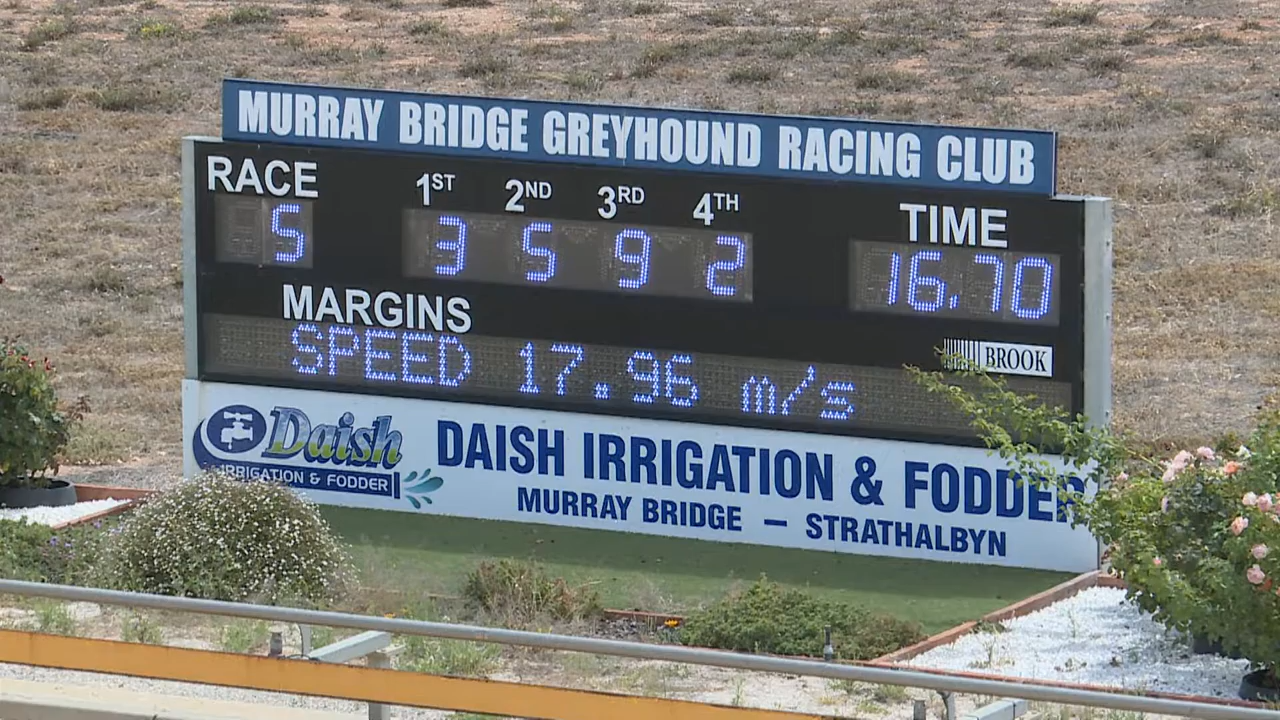 MURRAY BRIDGE GREYHOUND RACING CLUB
RACE 1ST 2ND 3RD 4TH TIME
5 3 5 9 2 16.70
MARGINS
SPEED 17.96 m/s
BROOK
Daish
IRRIGATION & FODDER
DAISH IRRIGATION & FODDER
MURRAY BRIDGE – STRATHALBYN